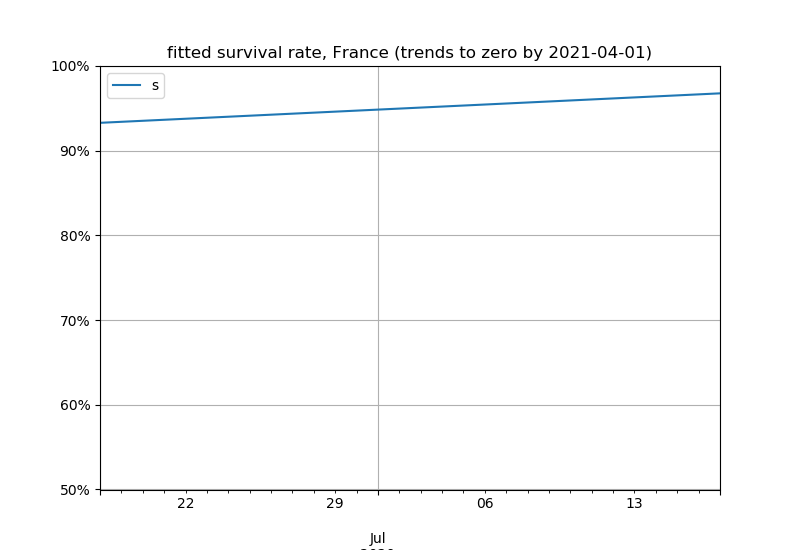 fitted survival rate, France (trends to zero by 2021-04-01)
100%
s
90%
80%
70%
60%
50%
22 29 06 13
Jul